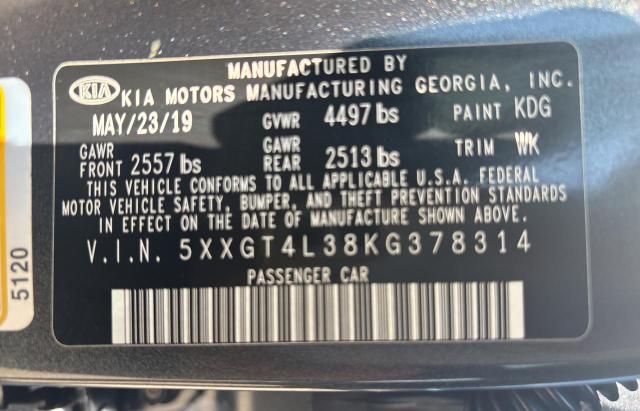 MANUFACTURED BY
KIA KIA MOTORS MANUFACTURING GEORGIA, INC.
MAY/23/19 GVWR 4497 lbs PAINT KDG
GAWR FRONT 2557 lbs GAWR REAR 2513 lbs TRIM WK
THIS VEHICLE CONFORMS TO ALL APPLICABLE U.S.A. FEDERAL
MOTOR VEHICLE SAFETY, BUMPER, AND THEFT PREVENTION STANDARDS
IN EFFECT ON THE DATE OF MANUFACTURE SHOWN ABOVE.
V.I.N. 5XXGT4L38KG378314
PASSENGER CAR
5120